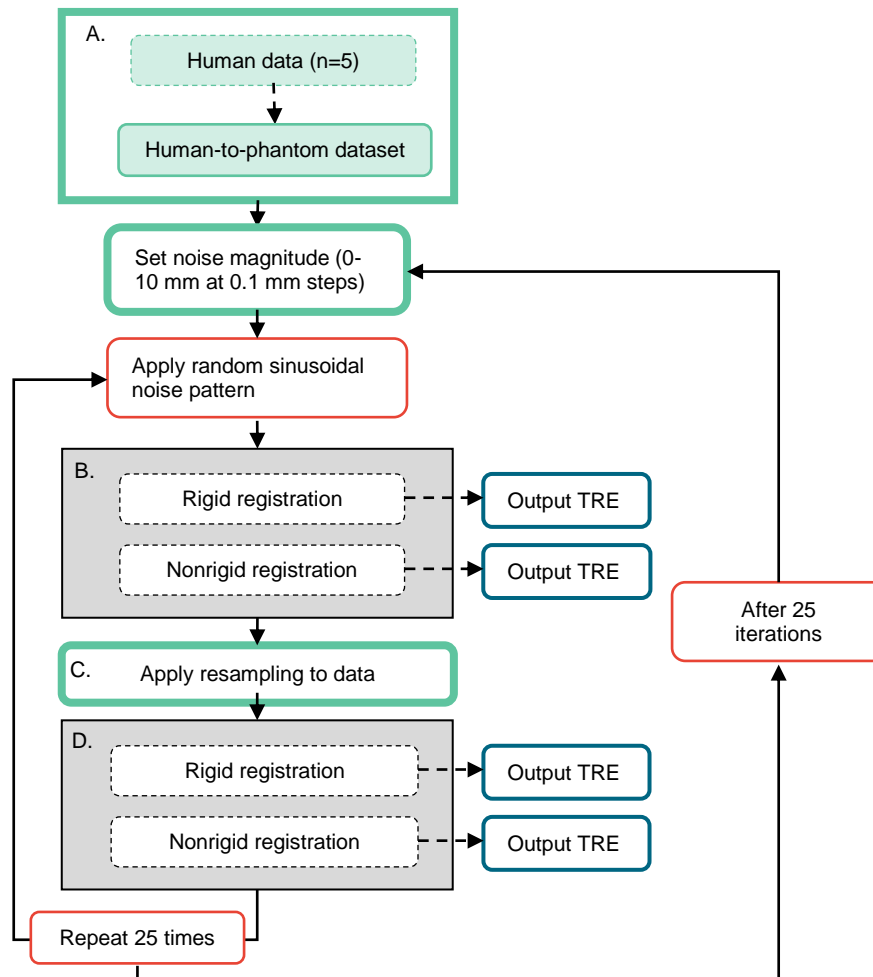 A.
Human data (n=5)
Human-to-phantom dataset
Set noise magnitude (0-
10 mm at 0.1 mm steps)
Apply random sinusoidal
noise pattern
B.
Rigid registration
Output TRE
Nonrigid registration
Output TRE
After 25
iterations
C.
Apply resampling to data
D.
Rigid registration
Output TRE
Nonrigid registration
Output TRE
Repeat 25 times